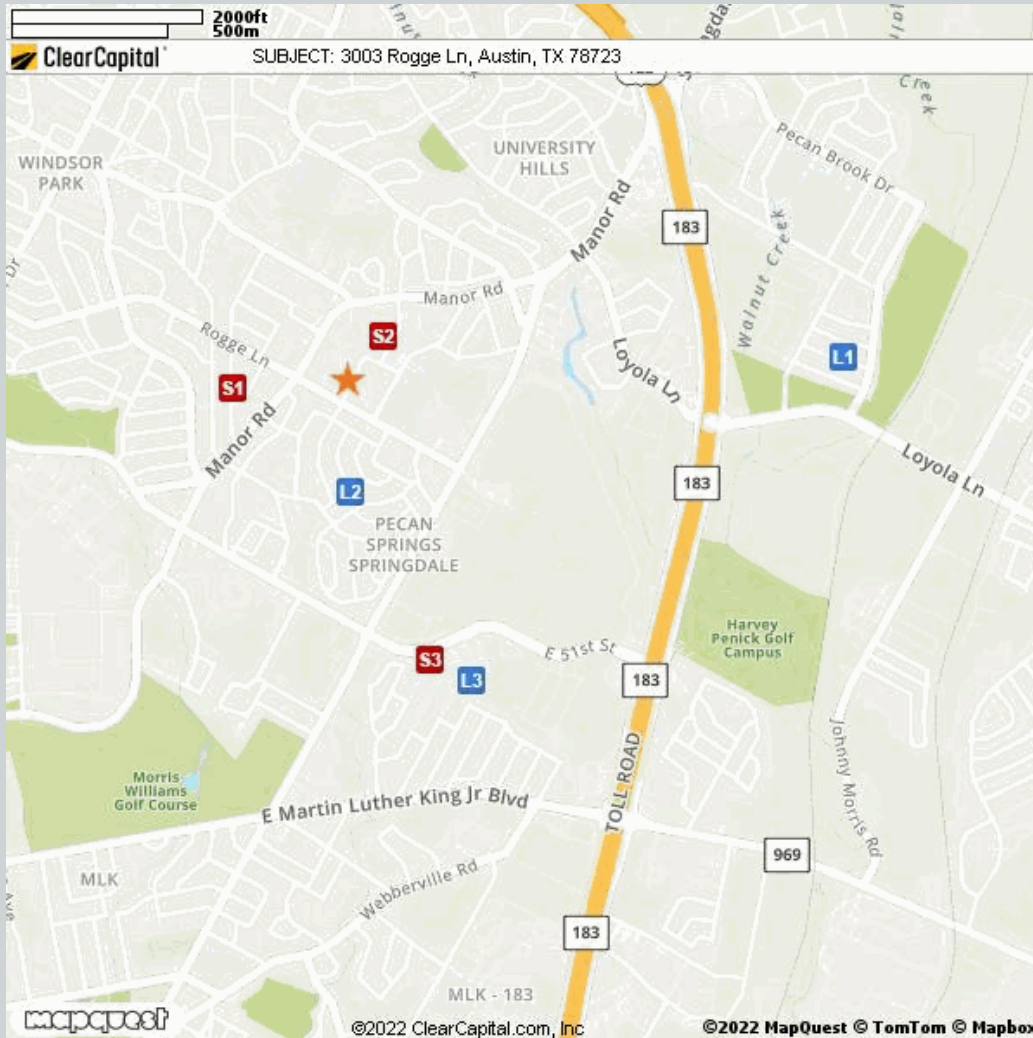 2000ft
500m
ClearCapital
SUBJECT: 3003 Rogge Ln, Austin, TX 78723
Creek
WINDSOR
PARK
UNIVERSITY
HILLS
Pecan Brook Dr
Manor Rd
183
Walnut Creek
Manor Rd
Dr
Rogge Ln
S2
S1
Loyola Ln
L1
Manor Rd
Loyola Ln
183
L2
PECAN
SPRINGS
SPRINGDALE
Harvey
Penick Golf
Campus
E 51st St
S3
L3
183
TOLL ROAD
Johnny Morris Rd
Morris
Williams
Golf Course
E Martin Luther King Jr Blvd
969
MLK
Ave
Webberville Rd
183
MLK - 183
mapquest
©2022 ClearCapital.com, Inc
©2022 MapQuest © TomTom © Mapbox